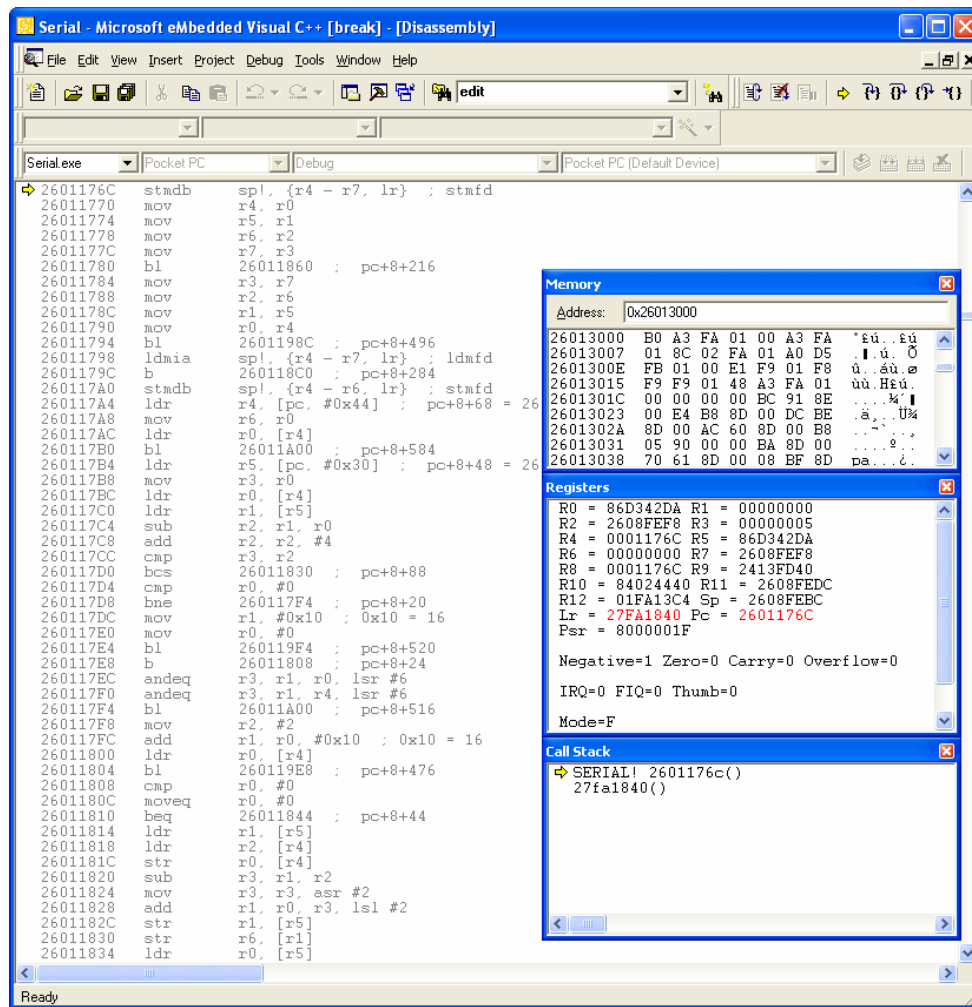 Serial - Microsoft eMbedded Visual C++ [break] - [Disassembly]
File Edit View Insert Project Debug Tools Window Help
edit
Serial.exe Pocket PC Debug Pocket PC (Default Device)
2601176C stmdb sp!, {r4 - r7, lr} ; stmfd
26011770 mov r4, r0
26011774 mov r5, r1
26011778 mov r6, r2
2601177C mov r7, r3
26011780 bl 26011860 ; pc+8+216
26011784 mov r3, r7
26011788 mov r2, r6
2601178C mov r1, r5
26011790 mov r0, r4
26011794 bl 2601198C ; pc+8+496
26011798 ldmia sp!, {r4 - r7, lr} ; ldmfd
2601179C b 260118C0 ; pc+8+284
260117A0 stmdb sp!, {r4 - r6, lr} ; stmfd
260117A4 ldr r4, [pc, #0x44] ; pc+8+68 = 26
260117A8 mov r6, r0
260117AC ldr r0, [r4]
260117B0 bl 26011A00 ; pc+8+584
260117B4 ldr r5, [pc, #0x30] ; pc+8+48 = 26
260117B8 mov r3, r0
260117BC ldr r0, [r4]
260117C0 ldr r1, [r5]
260117C4 sub r2, r1, r0
260117C8 add r2, r2, #4
260117CC cmp r3, r2
260117D0 bcs 26011830 ; pc+8+88
260117D4 cmp r0, #0
260117D8 bne 260117F4 ; pc+8+20
260117DC mov r1, #0x10 ; 0x10 = 16
260117E0 mov r0, #0
260117E4 bl 260119F4 ; pc+8+520
260117E8 b 26011808 ; pc+8+24
260117EC andeq r3, r1, r0, lsr #6
260117F0 andeq r3, r1, r4, lsr #6
260117F4 bl 26011A00 ; pc+8+516
260117F8 mov r2, #2
260117FC add r1, r0, #0x10 ; 0x10 = 16
26011800 ldr r0, [r4]
26011804 bl 260119E8 ; pc+8+476
26011808 cmp r0, #0
2601180C moveq r0, #0
26011810 beq 26011844 ; pc+8+44
26011814 ldr r1, [r5]
26011818 ldr r2, [r4]
2601181C str r0, [r4]
26011820 sub r3, r1, r2
26011824 mov r3, r3, asr #2
26011828 add r1, r0, r3, lsl #2
2601182C str r1, [r5]
26011830 str r6, [r1]
26011834 ldr r0, [r5]
Memory
Address: 0x26013000
26013000 B0 A3 FA 01 00 A3 FA °£ú..£ú
26013007 01 8C 02 FA 01 A0 D5
2601300E FB 01 00 E1 F9 01 F8 û..áù.ø
26013015 F9 F9 01 48 A3 FA 01 ùù.H£ú.
2601301C 00 00 00 00 BC 91 8E
26013023 00 E4 B8 8D 00 DC BE
2601302A 8D 00 AC 60 8D 00 B8
26013031 05 90 00 00 BA 8D 00
26013038 70 61 8D 00 08 BF 8D pa...¿.
Registers
R0 = 86D342DA R1 = 00000000
R2 = 2608FEF8 R3 = 00000005
R4 = 0001176C R5 = 86D342DA
R6 = 00000000 R7 = 2608FEF8
R8 = 0001176C R9 = 2413FD40
R10 = 84024440 R11 = 2608FEDC
R12 = 01FA13C4 Sp = 2608FEBC
Lr = 27FA1840 Pc = 2601176C
Psr = 8000001F
Negative=1 Zero=0 Carry=0 Overflow=0
IRQ=0 FIQ=0 Thumb=0
Mode=F
Call Stack
SERIAL! 2601176c()
27fa1840()
Ready